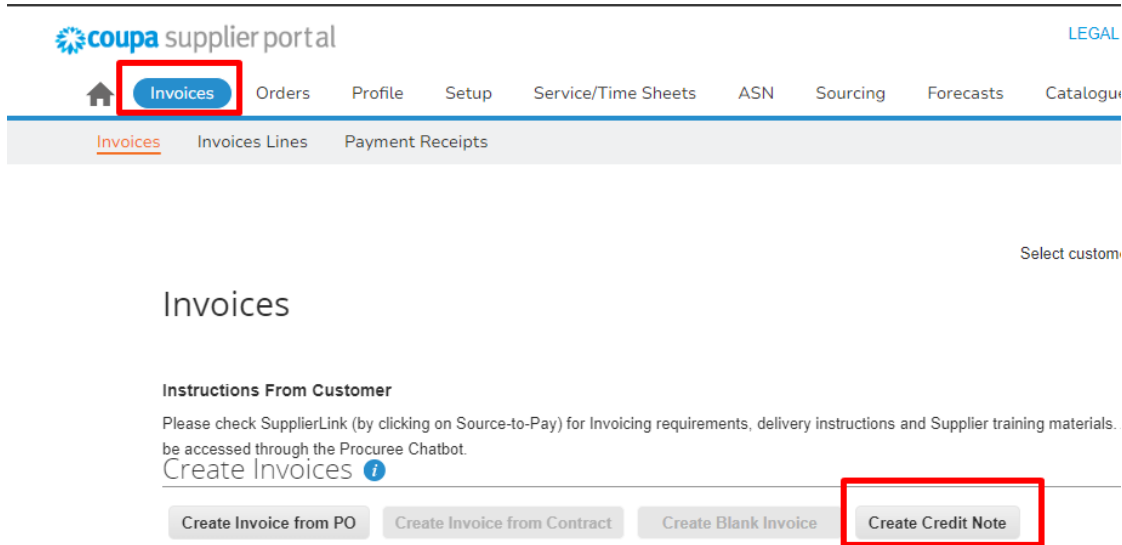 coupa supplier portal
LEGAL
Invoices Orders Profile Setup Service/Time Sheets ASN Sourcing Forecasts Catalogue
Invoices Invoices Lines Payment Receipts
Select custome
Invoices
Instructions From Customer
Please check SupplierLink (by clicking on Source-to-Pay) for Invoicing requirements, delivery instructions and Supplier training materials.
be accessed through the Procuree Chatbot.
Create Invoices i
Create Invoice from PO Create Invoice from Contract Create Blank Invoice Create Credit Note